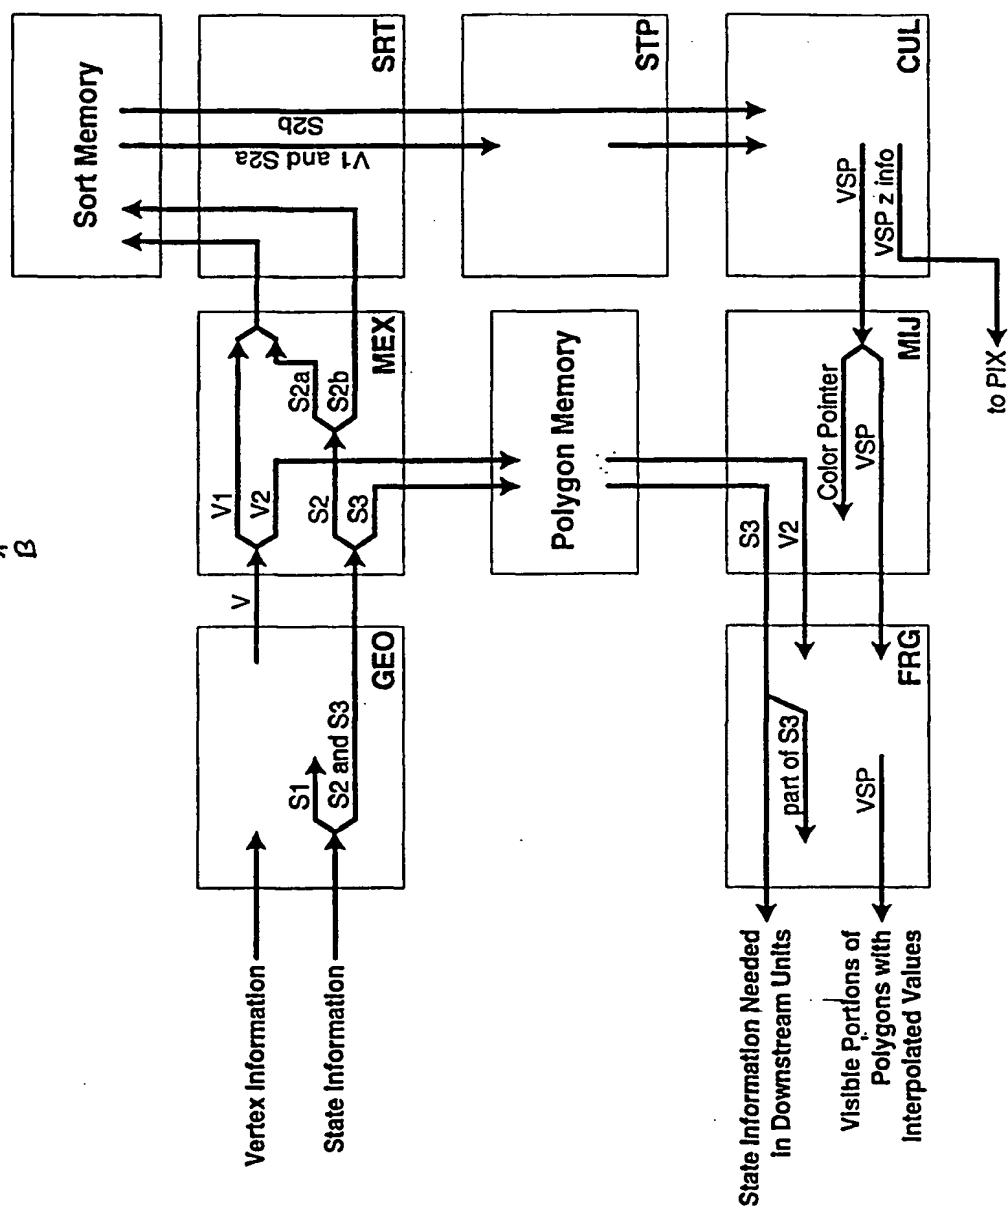 B
Sort Memory
SRT
STP
CUL
S2b
V1 and S2a
VSP
VSP z info
to PIX
MEX
V1
V2
S2
S3
S2a
S2b
Polygon Memory
MIJ
S3
V2
Color Pointer
VSP
GEO
V
S1
S2 and S3
Vertex Information
State Information
FRG
part of S3
VSP
State Information Needed
in Downstream Units
Visible Portions of
Polygons with
Interpolated Values